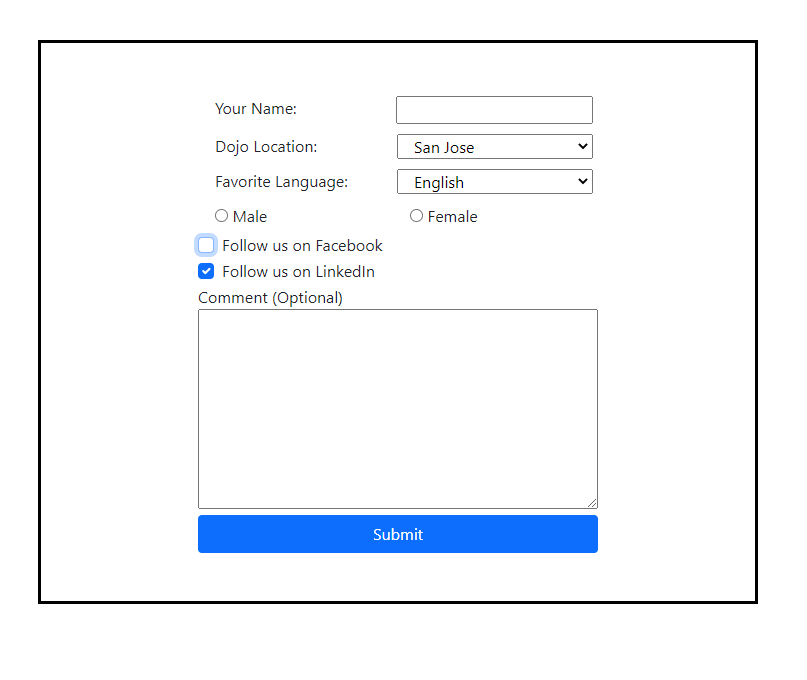 Your Name:
Dojo Location: San Jose
Favorite Language: English
Male Female
Follow us on Facebook
Follow us on LinkedIn
Comment (Optional)
Submit